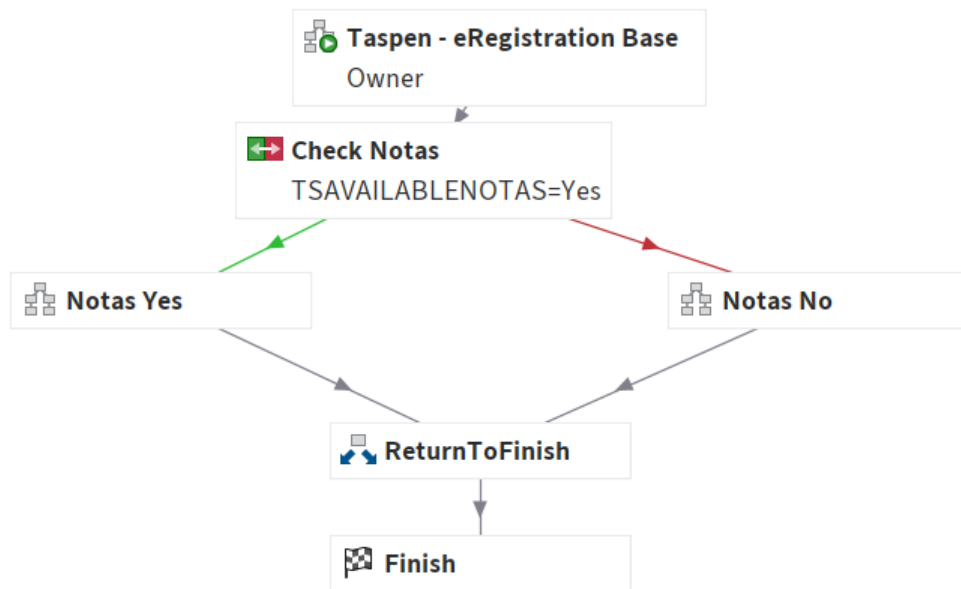 Taspen - eRegistration Base
Owner
Check Notas
TSAVAILABLENOTAS=Yes
Notas Yes
Notas No
ReturnToFinish
Finish